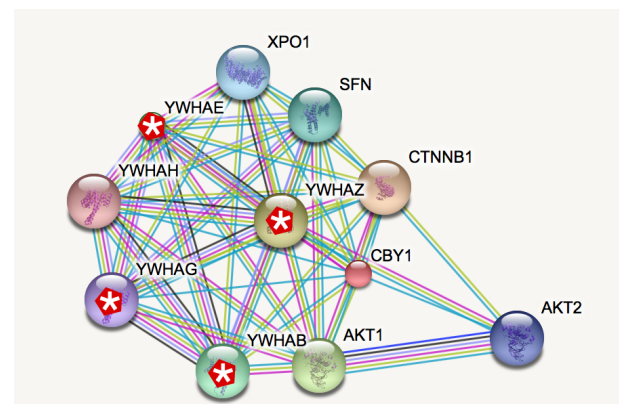 XPO1
SFN
YWHAE
CTNNB1
YWHAH
YWHAZ
CBY1
YWHAG
AKT2
YWHAB
AKT1